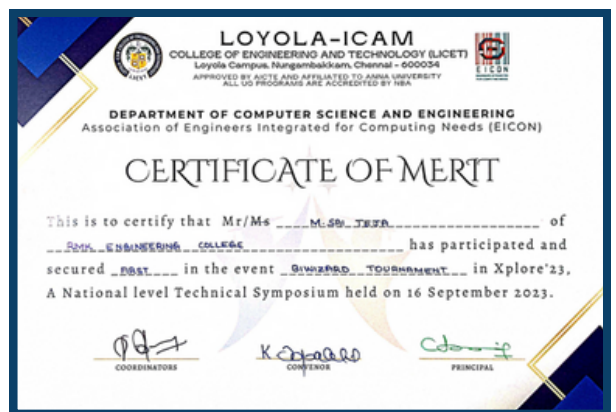 LOYOLA-ICAM
COLLEGE OF ENGINEERING AND TECHNOLOGY (LICET)
Loyola Campus, Nungambakkam, Chennai - 600034
APPROVED BY AICTE AND AFFILIATED TO ANNA UNIVERSITY
ALL UG PROGRAMS ARE ACCREDITED BY NBA
EICON
DEPARTMENT OF COMPUTER SCIENCE AND ENGINEERING
Association of Engineers Integrated for Computing Needs (EICON)
CERTIFICATE OF MERIT
This is to certify that Mr/Ms M. SAI TEJA of
RMK ENGINEERING COLLEGE has participated and
secured FIRST in the event BIWIZARD TOURNAMENT in Xplore'23,
A National level Technical Symposium held on 16 September 2023.
COORDINATORS
CONVENOR
PRINCIPAL